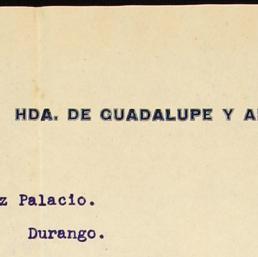 HDA. DE GUADALUPE Y A
z Palacio.
Durango.